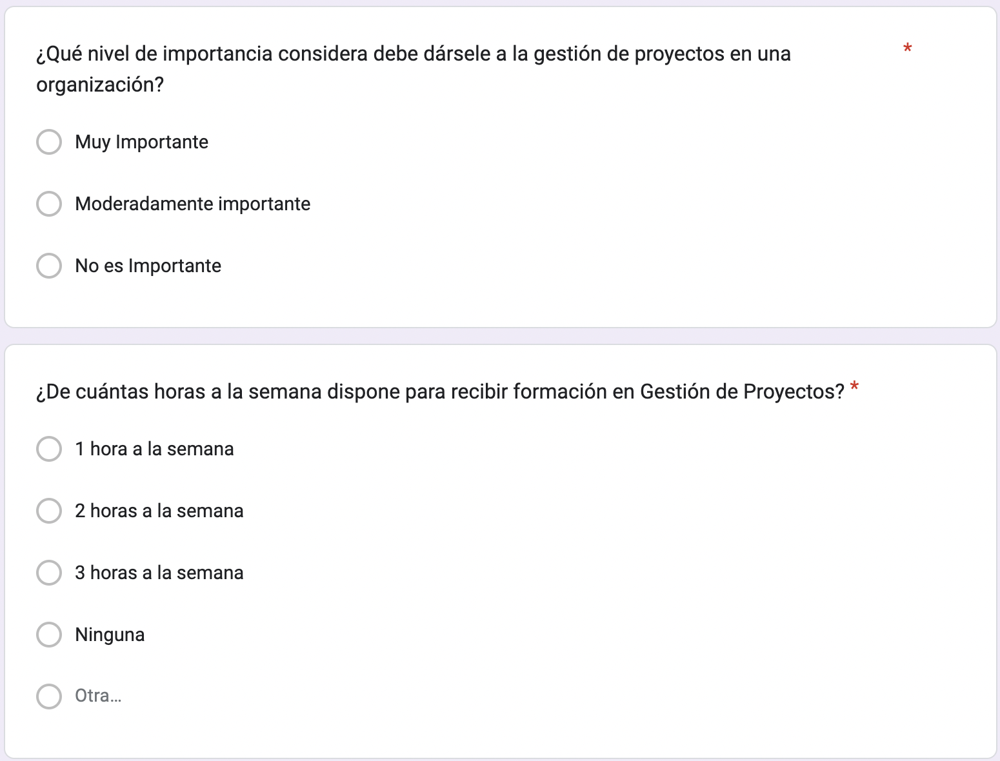 ¿Qué nivel de importancia considera debe dársele a la gestión de proyectos en una *
organización?
Muy Importante
Moderadamente importante
No es Importante
¿De cuántas horas a la semana dispone para recibir formación en Gestión de Proyectos? *
1 hora a la semana
2 horas a la semana
3 horas a la semana
Ninguna
Otra...